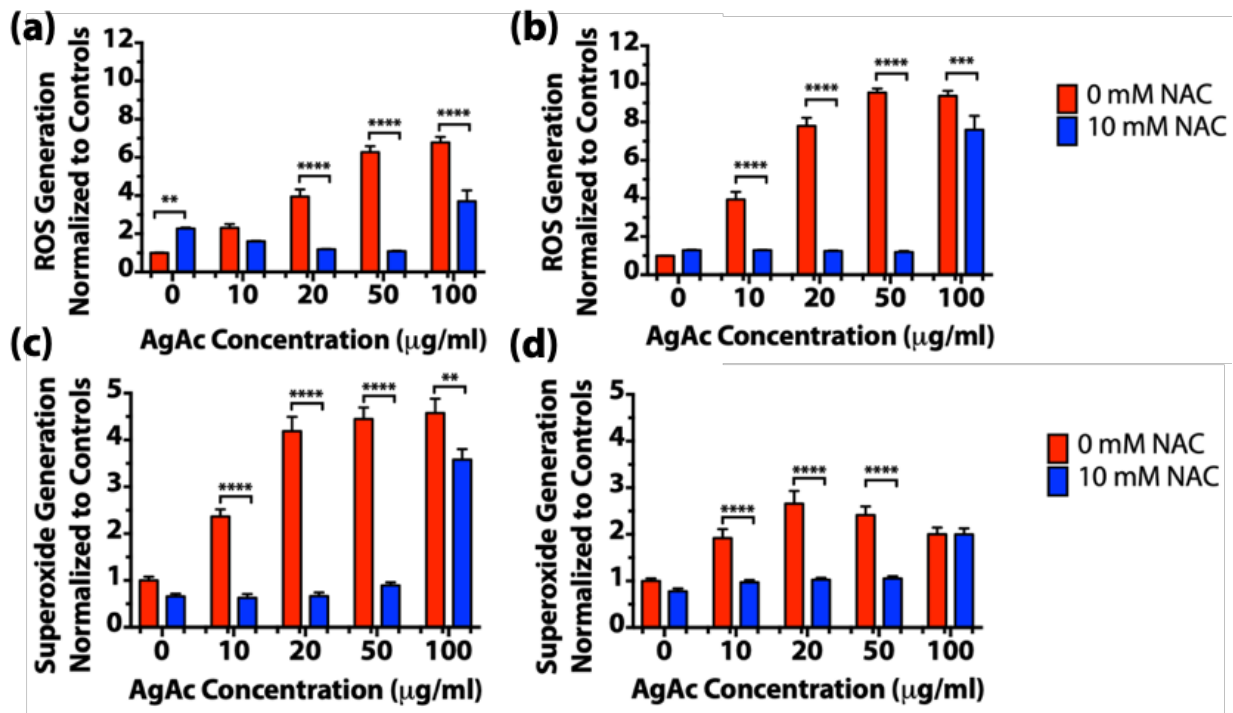 (a)
ROS Generation
Normalized to Controls
12
10
8
6
4
2
0
**
****
****
****
0 10 20 50 100
AgAc Concentration (μg/ml)
(b)
ROS Generation
Normalized to Controls
12
10
8
6
4
2
0
****
****
****
***
0 10 20 50 100
AgAc Concentration (μg/ml)
0 mM NAC
10 mM NAC
(c)
Superoxide Generation
Normalized to Controls
5
4
3
2
1
0
****
****
****
**
0 10 20 50 100
AgAc Concentration (μg/ml)
(d)
Superoxide Generation
Normalized to Controls
5
4
3
2
1
0
****
****
****
0 10 20 50 100
AgAc Concentration (μg/ml)
0 mM NAC
10 mM NAC